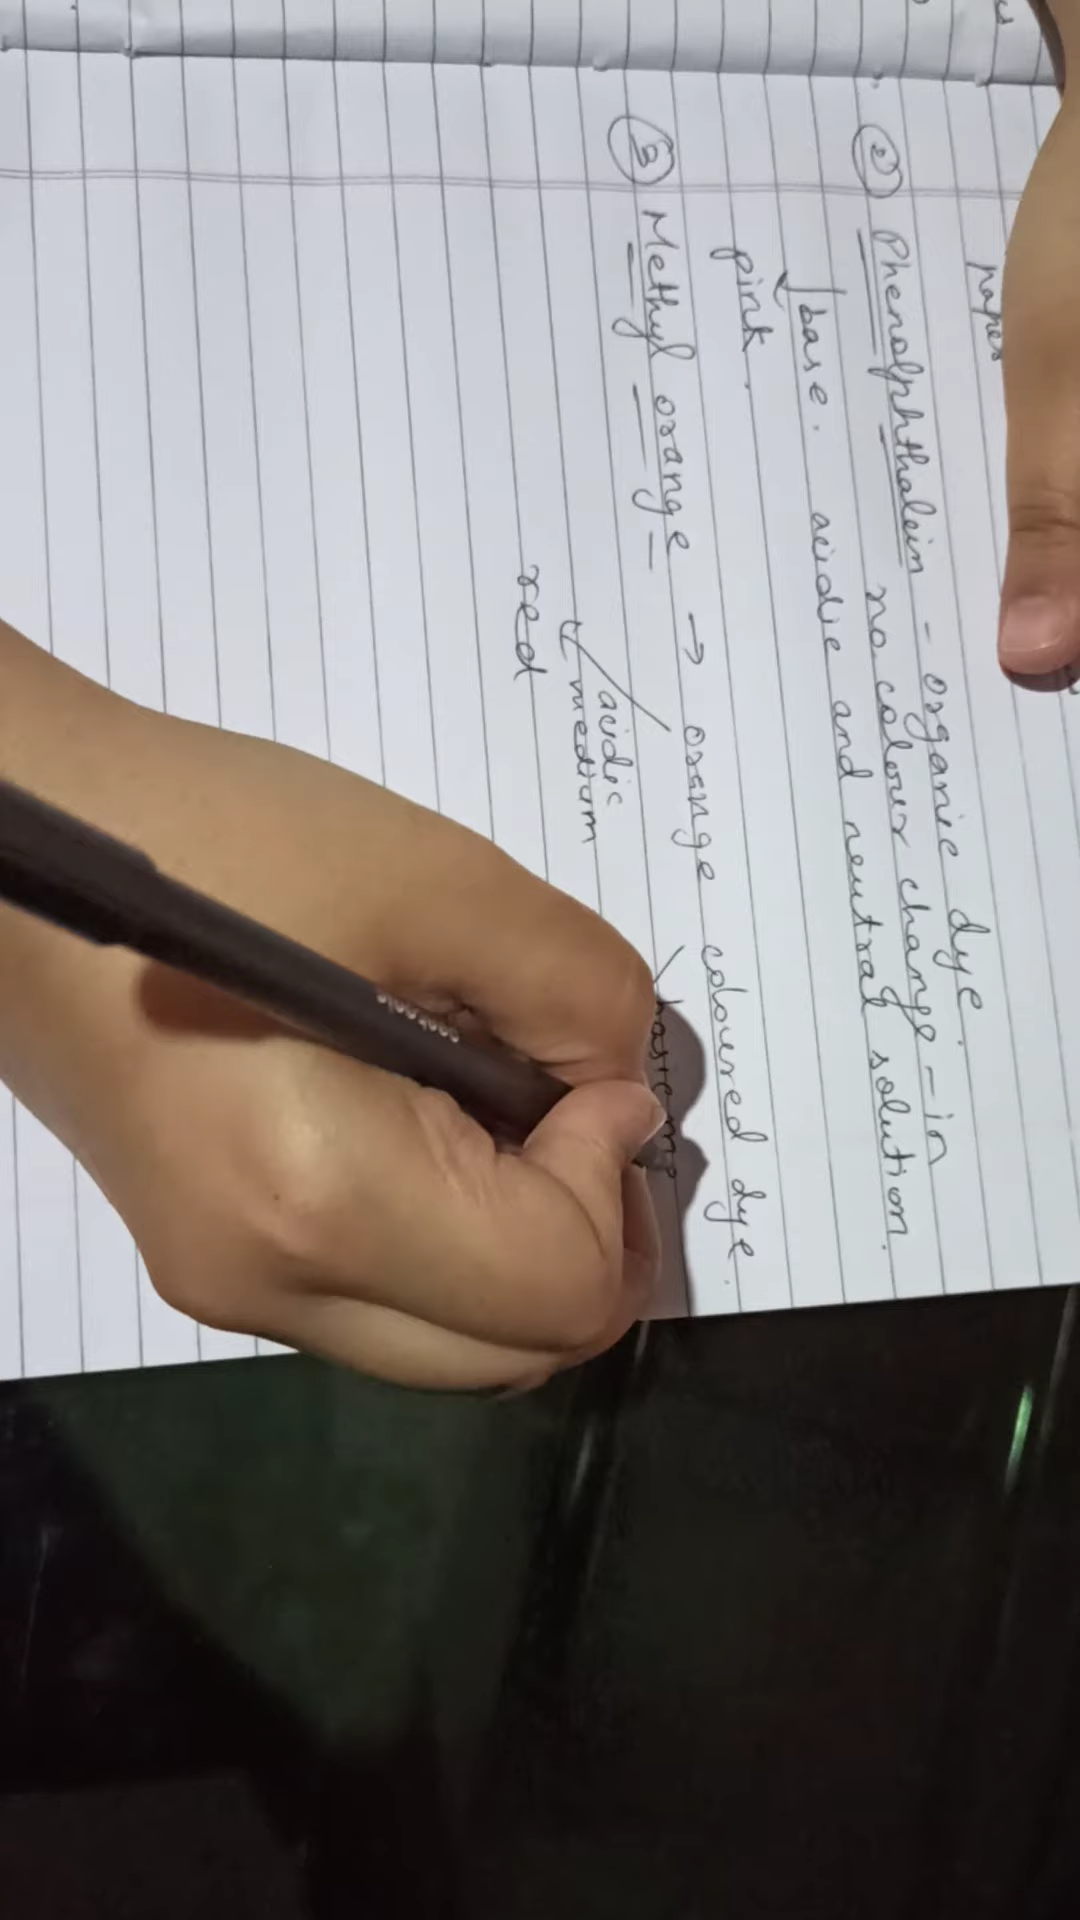 paper
② Phenolphthalein - organic dye
no colour change - in
↓ base. acidic and neutral solution.
pink.
③ Methyl orange → orange coloured dye.
acidic basic
medium
red